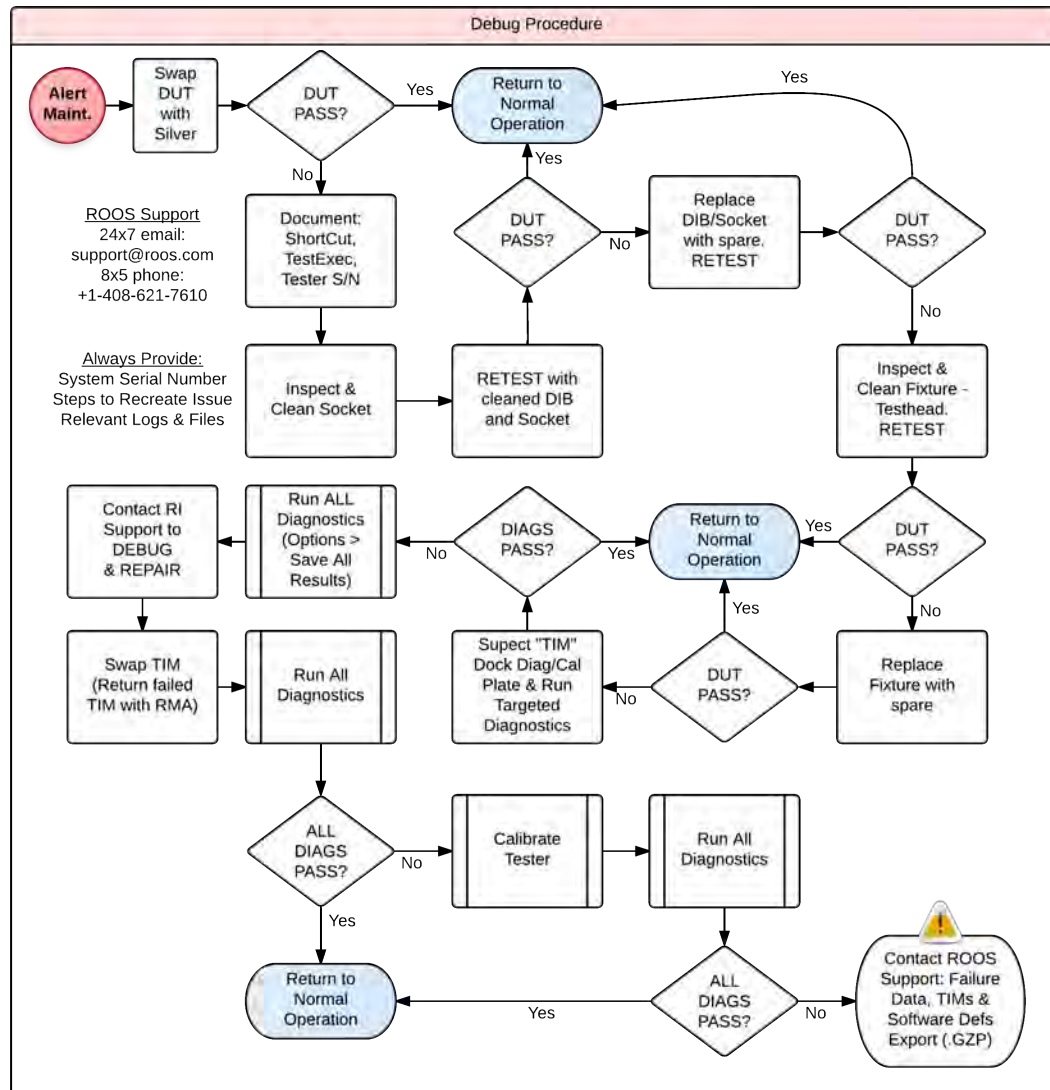 Debug Procedure
Alert
Maint.
Swap
DUT
with
Silver
DUT
PASS?
Yes
No
Return to
Normal
Operation
Yes
Yes
ROOS Support
24x7 email:
support@roos.com
8x5 phone:
+1-408-621-7610
Document:
ShortCut,
TestExec,
Tester S/N
DUT
PASS?
No
Replace
DIB/Socket
with spare.
RETEST
DUT
PASS?
No
Always Provide:
System Serial Number
Steps to Recreate Issue
Relevant Logs & Files
Inspect &
Clean Socket
RETEST with
cleaned DIB
and Socket
Inspect &
Clean Fixture -
Testhead.
RETEST
Contact RI
Support to
DEBUG
& REPAIR
Run ALL
Diagnostics
(Options >
Save All
Results)
No
DIAGS
PASS?
Yes
Return to
Normal
Operation
Yes
DUT
PASS?
No
Yes
Swap TIM
(Return failed
TIM with RMA)
Run All
Diagnostics
Supect "TIM"
Dock Diag/Cal
Plate & Run
Targeted
Diagnostics
No
DUT
PASS?
Replace
Fixture with
spare
ALL
DIAGS
PASS?
No
Yes
Calibrate
Tester
Run All
Diagnostics
Return to
Normal
Operation
Yes
ALL
DIAGS
PASS?
No
Contact ROOS
Support: Failure
Data, TIMs &
Software Defs
Export (.GZP)